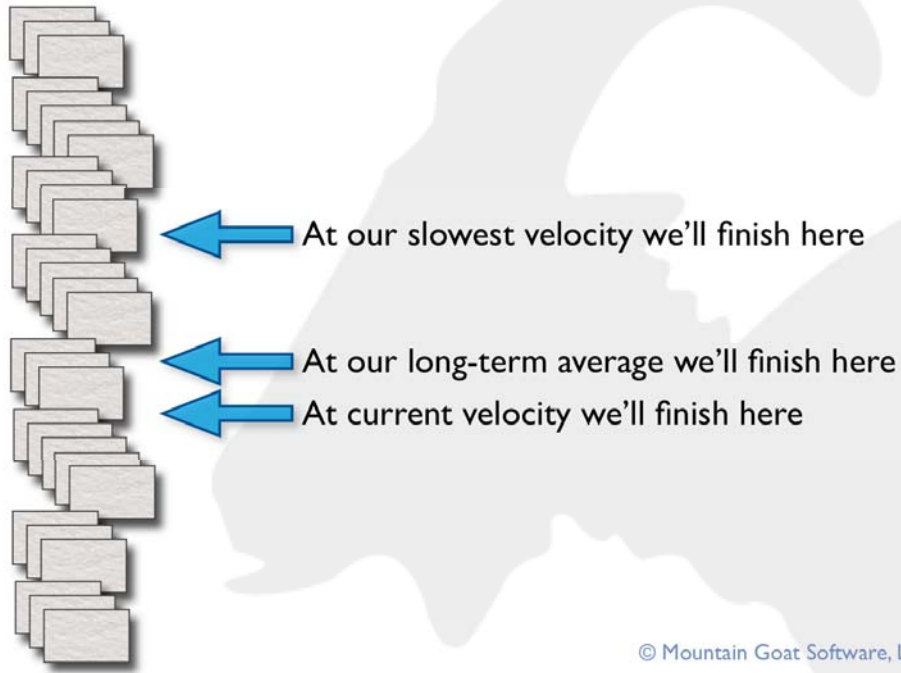 At our slowest velocity we’ll finish here
At our long-term average we’ll finish here
At current velocity we’ll finish here
© Mountain Goat Software, L